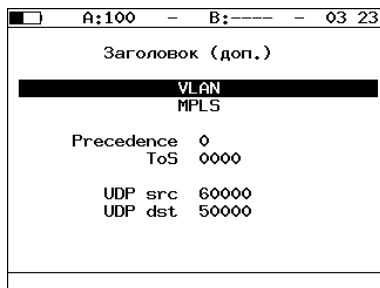 A:100 – B:---- – 03 23
Заголовок (доп.)
VLAN
MPLS
Precedence 0
ToS 0000
UDP src 60000
UDP dst 50000